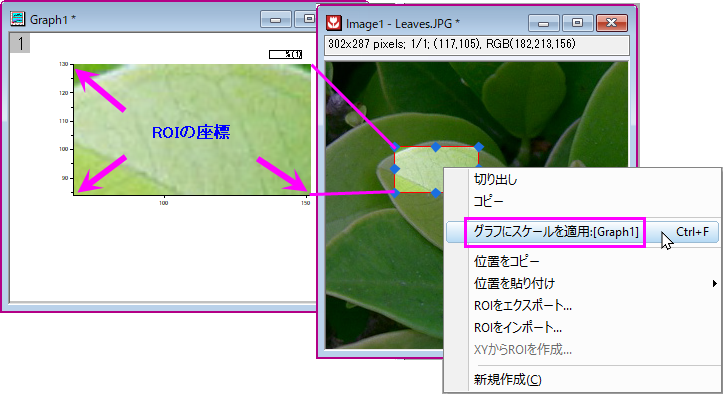 Graph1 *
1
%(1)
130
120
110
100
90
100
150
ROIの座標
Image1 - Leaves.JPG *
302x287 pixels; 1/1; (117,105), RGB(182,213,156)
切り出し
コピー
グラフにスケールを適用:[Graph1] Ctrl+F
位置をコピー
位置を貼り付け
ROIをエクスポート...
ROIをインポート...
XYからROIを作成...
新規作成(C)